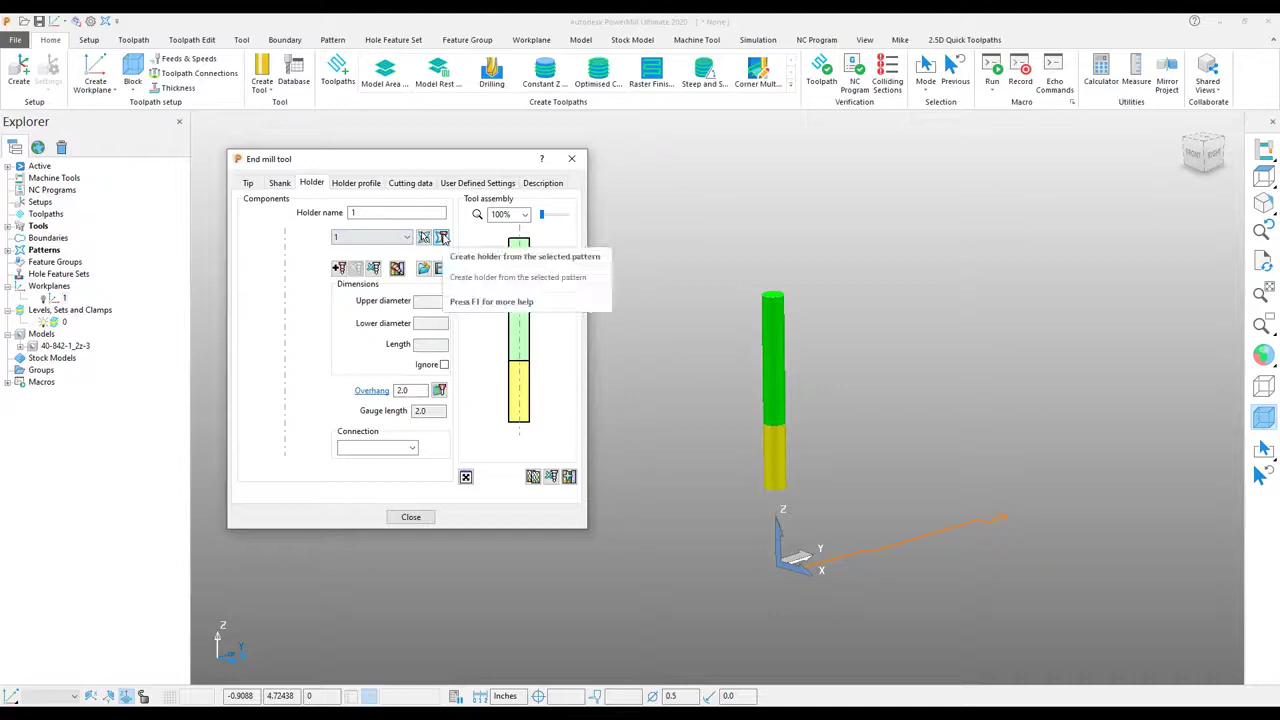 Autodesk PowerMill Ultimate 2020 [ * None ]
File Home Setup Toolpath Toolpath Edit Tool Boundary Pattern Hole Feature Set Feature Group Workplane Model Stock Model Machine Tool Simulation NC Program View Mike 2.5D Quick Toolpaths
Create Settings
Create Workplane
Block
Feeds & Speeds
Toolpath Connections
Thickness
Create Tool
Database
Toolpaths
Model Area ...
Model Rest ...
Drilling
Constant Z ...
Optimised C...
Raster Finis...
Steep and S...
Corner Mult...
Toolpath
NC Program
Colliding Sections
Mode
Previous
Run
Record
Echo Commands
Calculator
Measure
Mirror Project
Shared Views
Setup Toolpath setup Tool Create Toolpaths Verification Selection Macro Utilities Collaborate
Explorer
Active
Machine Tools
NC Programs
Setups
Toolpaths
Tools
Boundaries
Patterns
Feature Groups
Hole Feature Sets
Workplanes
1
Levels, Sets and Clamps
0
Models
40-842-1_2z-3
Stock Models
Groups
Macros
End mill tool
?
Tip Shank Holder Holder profile Cutting data User Defined Settings Description
Components
Holder name 1
1
Dimensions
Upper diameter
Lower diameter
Length
Ignore
Overhang 2.0
Gauge length 2.0
Connection
Tool assembly
100%
Create holder from the selected pattern
Create holder from the selected pattern
Press F1 for more help
Close
FRONT RIGHT
Z
Y
X
Z
Y
-0.9088 4.72438 0 Inches 0.5 0.0